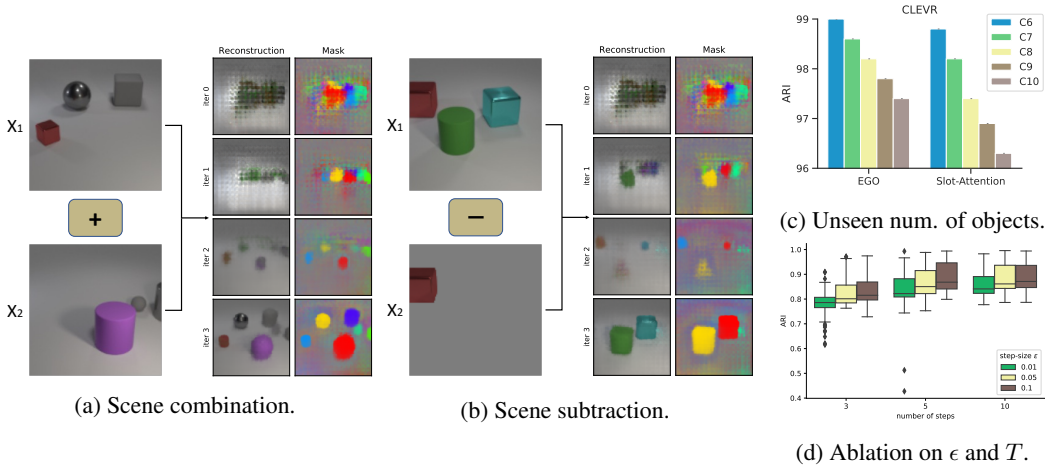 X1
+
X2
Reconstruction Mask
iter 0
iter 1
iter 2
iter 3
(a) Scene combination.
X1
−
X2
Reconstruction Mask
iter 0
iter 1
iter 2
iter 3
(b) Scene subtraction.
CLEVR
99
98
97
96
ARI
EGO Slot-Attention
C6
C7
C8
C9
C10
(c) Unseen num. of objects.
1.0
0.9
0.8
0.7
0.6
0.5
0.4
ARI
3 5 10
number of steps
step-size ε
0.01
0.05
0.1
(d) Ablation on ϵ and T.